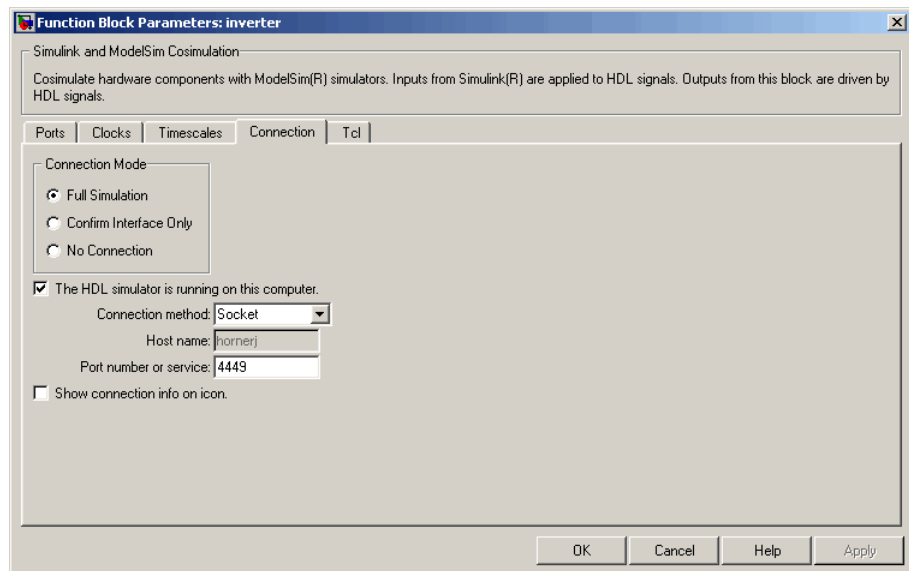 Function Block Parameters: inverter
Simulink and ModelSim Cosimulation
Cosimulate hardware components with ModelSim(R) simulators. Inputs from Simulink(R) are applied to HDL signals. Outputs from this block are driven by
HDL signals.
Ports Clocks Timescales Connection Tcl
Connection Mode
Full Simulation
Confirm Interface Only
No Connection
The HDL simulator is running on this computer.
Connection method: Socket
Host name: hornerj
Port number or service: 4449
Show connection info on icon.
OK Cancel Help Apply